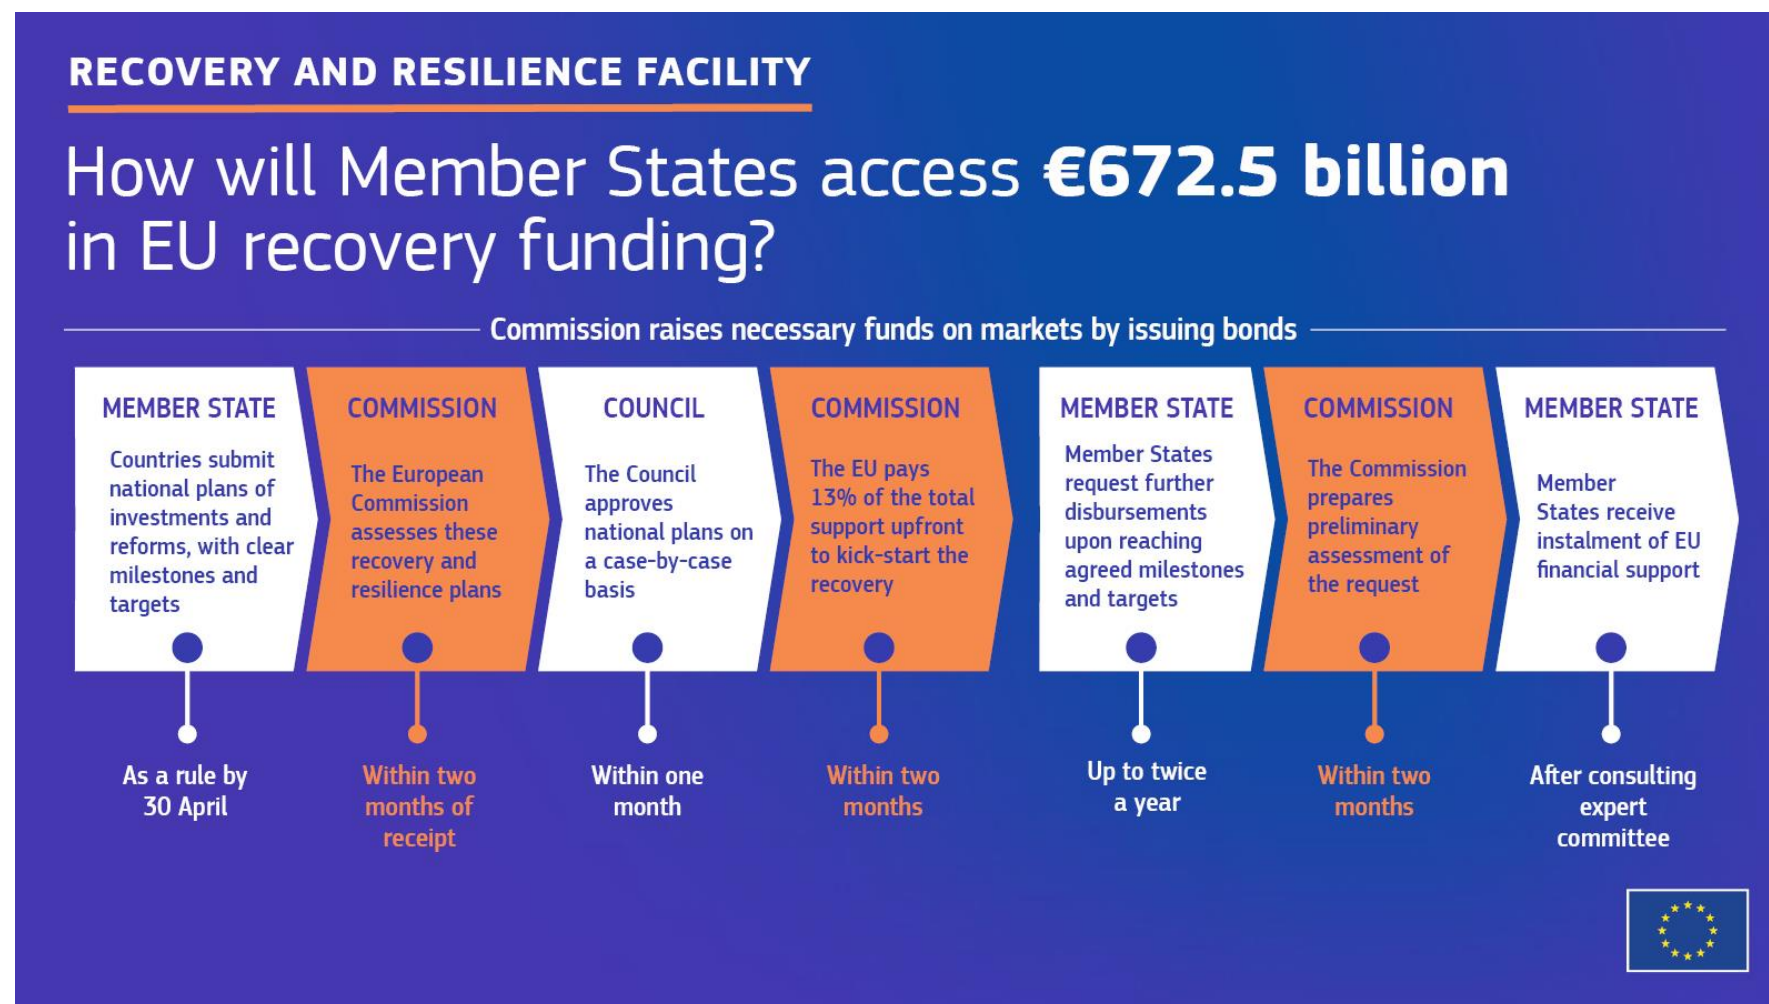 RECOVERY AND RESILIENCE FACILITY
How will Member States access €672.5 billion
in EU recovery funding?
Commission raises necessary funds on markets by issuing bonds
MEMBER STATE
Countries submit
national plans of
investments and
reforms, with clear
milestones and
targets
As a rule by
30 April
COMMISSION
The European
Commission
assesses these
recovery and
resilience plans
Within two
months of
receipt
COUNCIL
The Council
approves
national plans on
a case-by-case
basis
Within one
month
COMMISSION
The EU pays
13% of the total
support upfront
to kick-start the
recovery
Within two
months
MEMBER STATE
Member States
request further
disbursements
upon reaching
agreed milestones
and targets
Up to twice
a year
COMMISSION
The Commission
prepares
preliminary
assessment of
the request
Within two
months
MEMBER STATE
Member
States receive
instalment of EU
financial support
After consulting
expert
committee